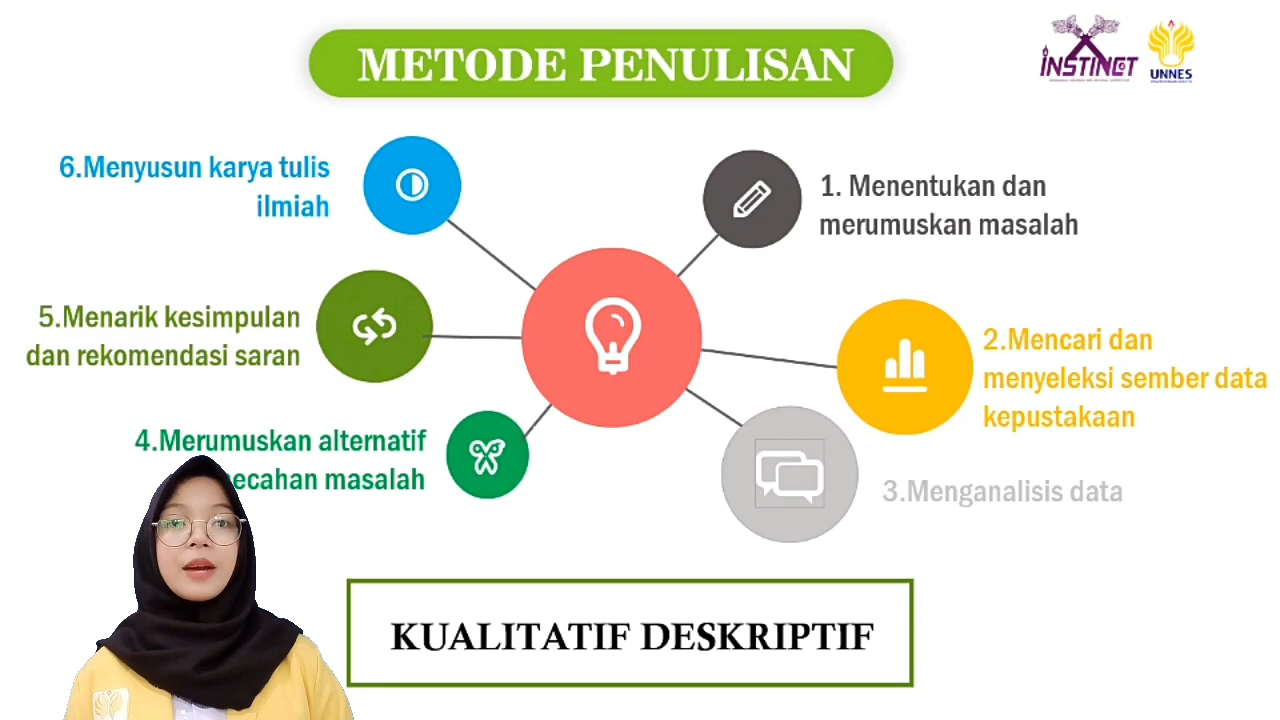 METODE PENULISAN
INSTINCT
UNNES
6.Menyusun karya tulis
ilmiah
1. Menentukan dan
merumuskan masalah
5.Menarik kesimpulan
dan rekomendasi saran
2.Mencari dan
menyeleksi sember data
kepustakaan
4.Merumuskan alternatif
masalah
3.Menganalisis data
KUALITATIF DESKRIPTIF